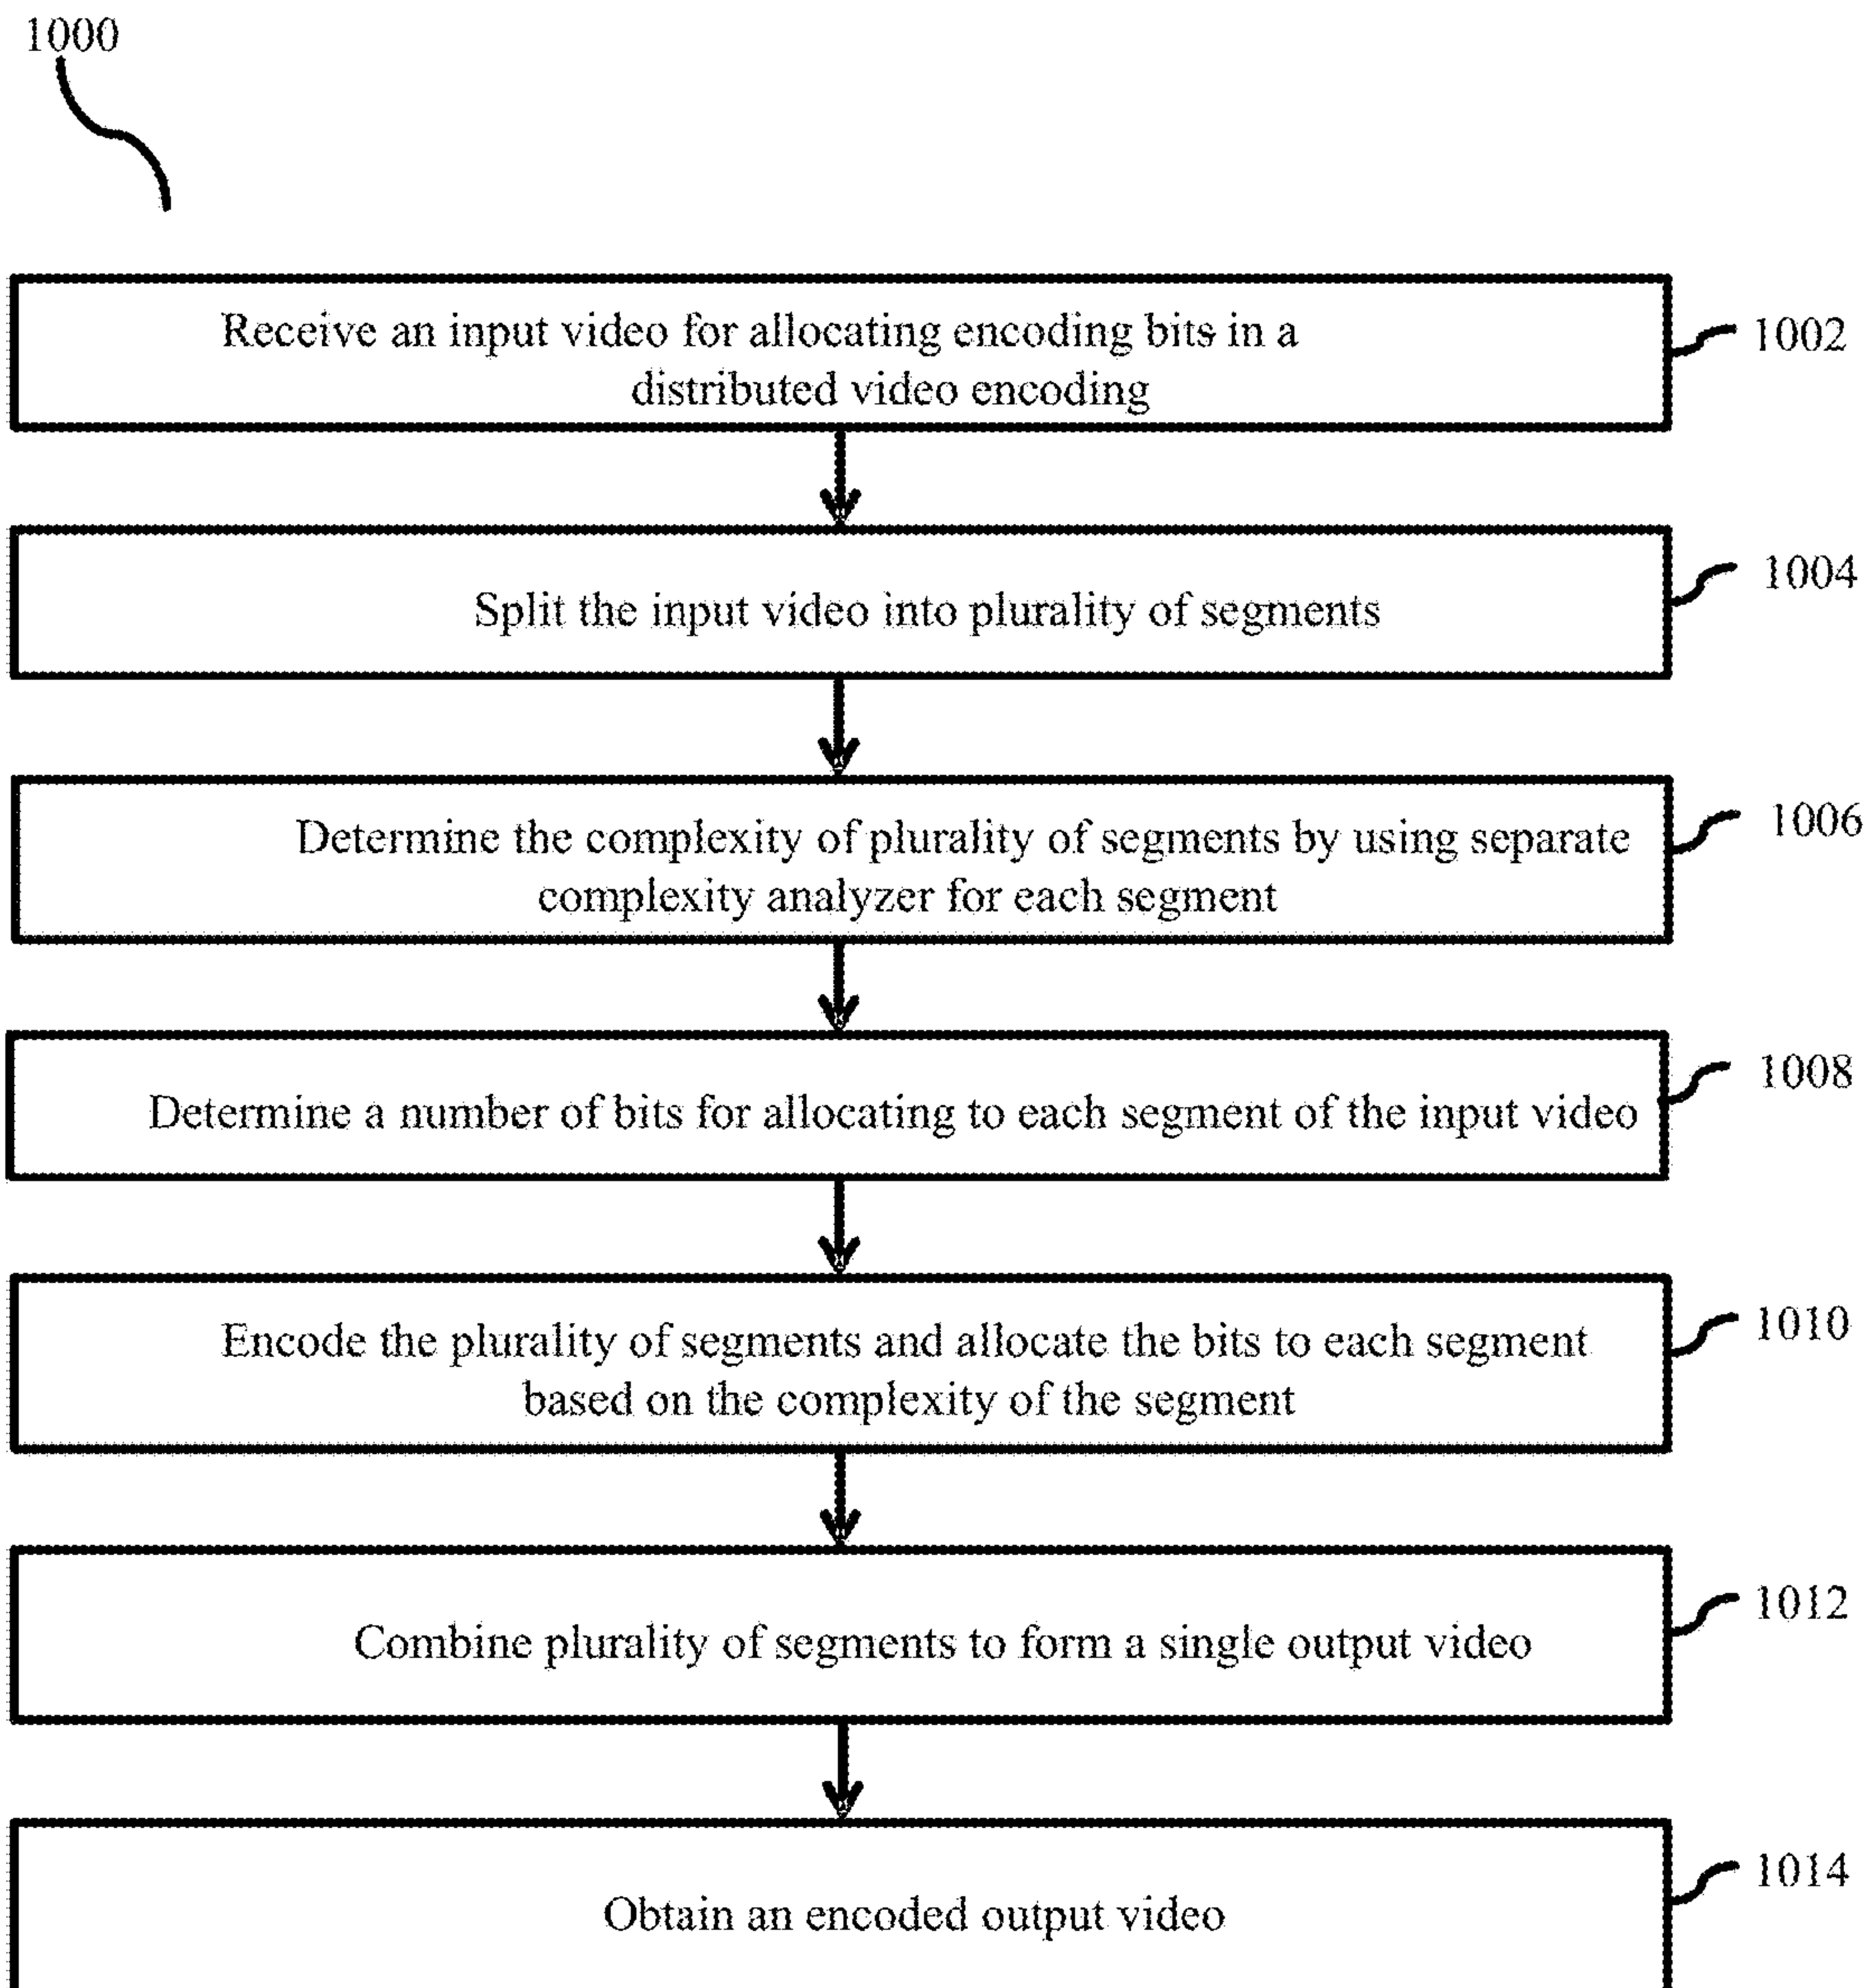 1000
Receive an input video for allocating encoding bits in a
distributed video encoding
1002
Split the input video into plurality of segments
1004
Determine the complexity of plurality of segments by using separate
complexity analyzer for each segment
1006
Determine a number of bits for allocating to each segment of the input video
1008
Encode the plurality of segments and allocate the bits to each segment
based on the complexity of the segment
1010
Combine plurality of segments to form a single output video
1012
Obtain an encoded output video
1014